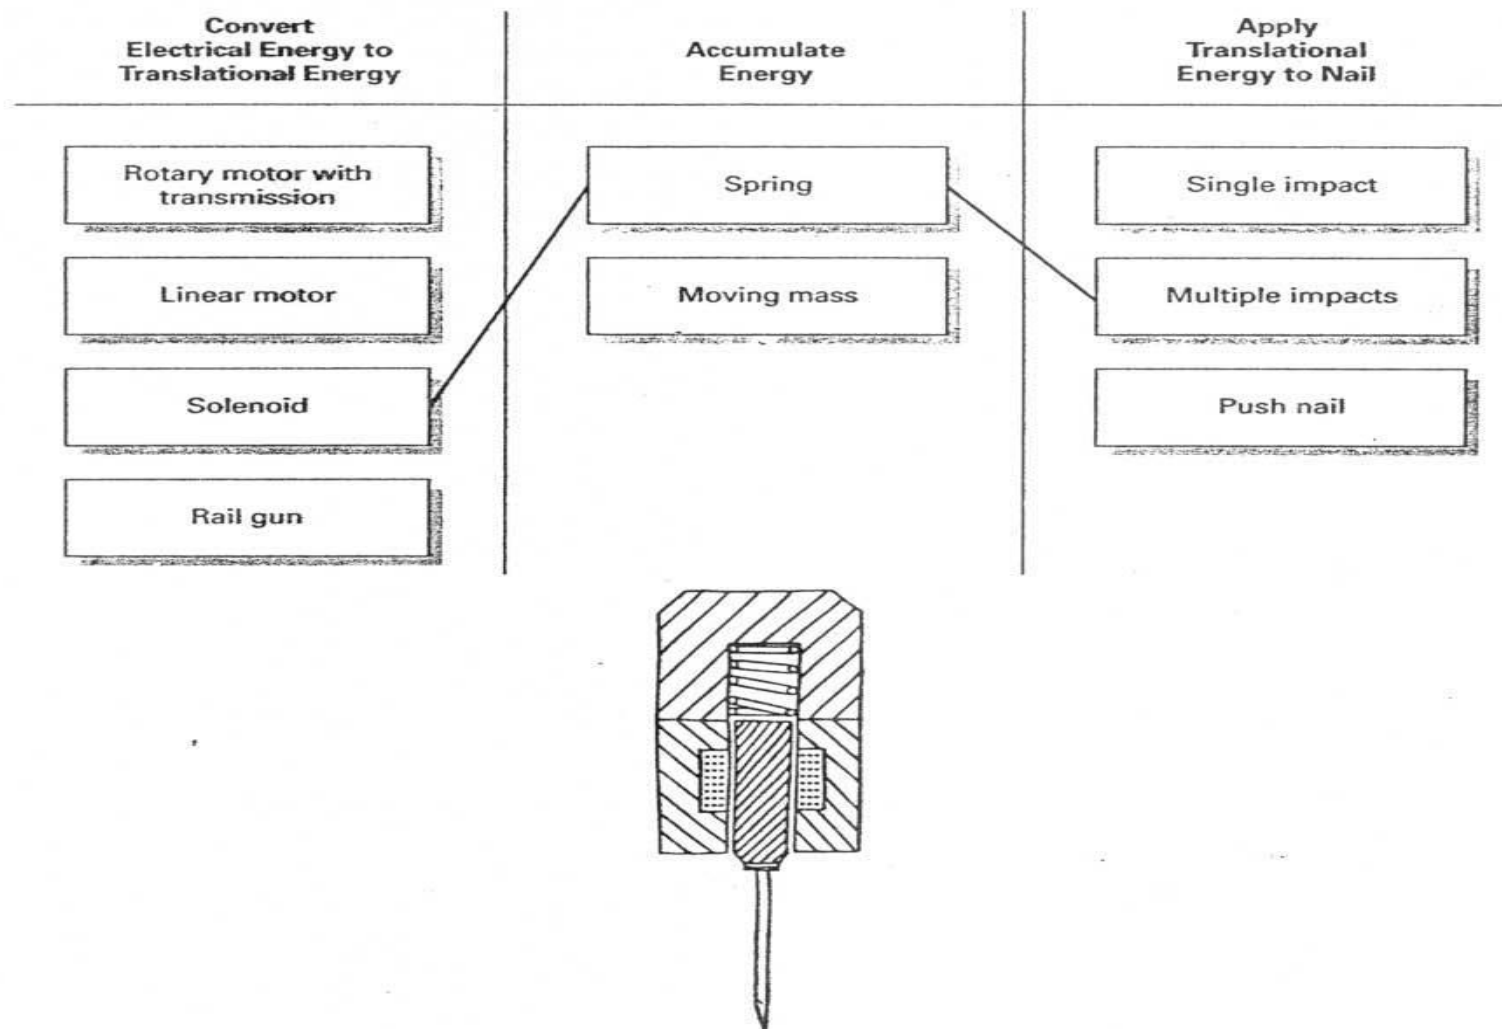 Convert
Electrical Energy to
Translational Energy
Accumulate
Energy
Apply
Translational
Energy to Nail
Rotary motor with
transmission
Linear motor
Solenoid
Rail gun
Spring
Moving mass
Single impact
Multiple impacts
Push nail